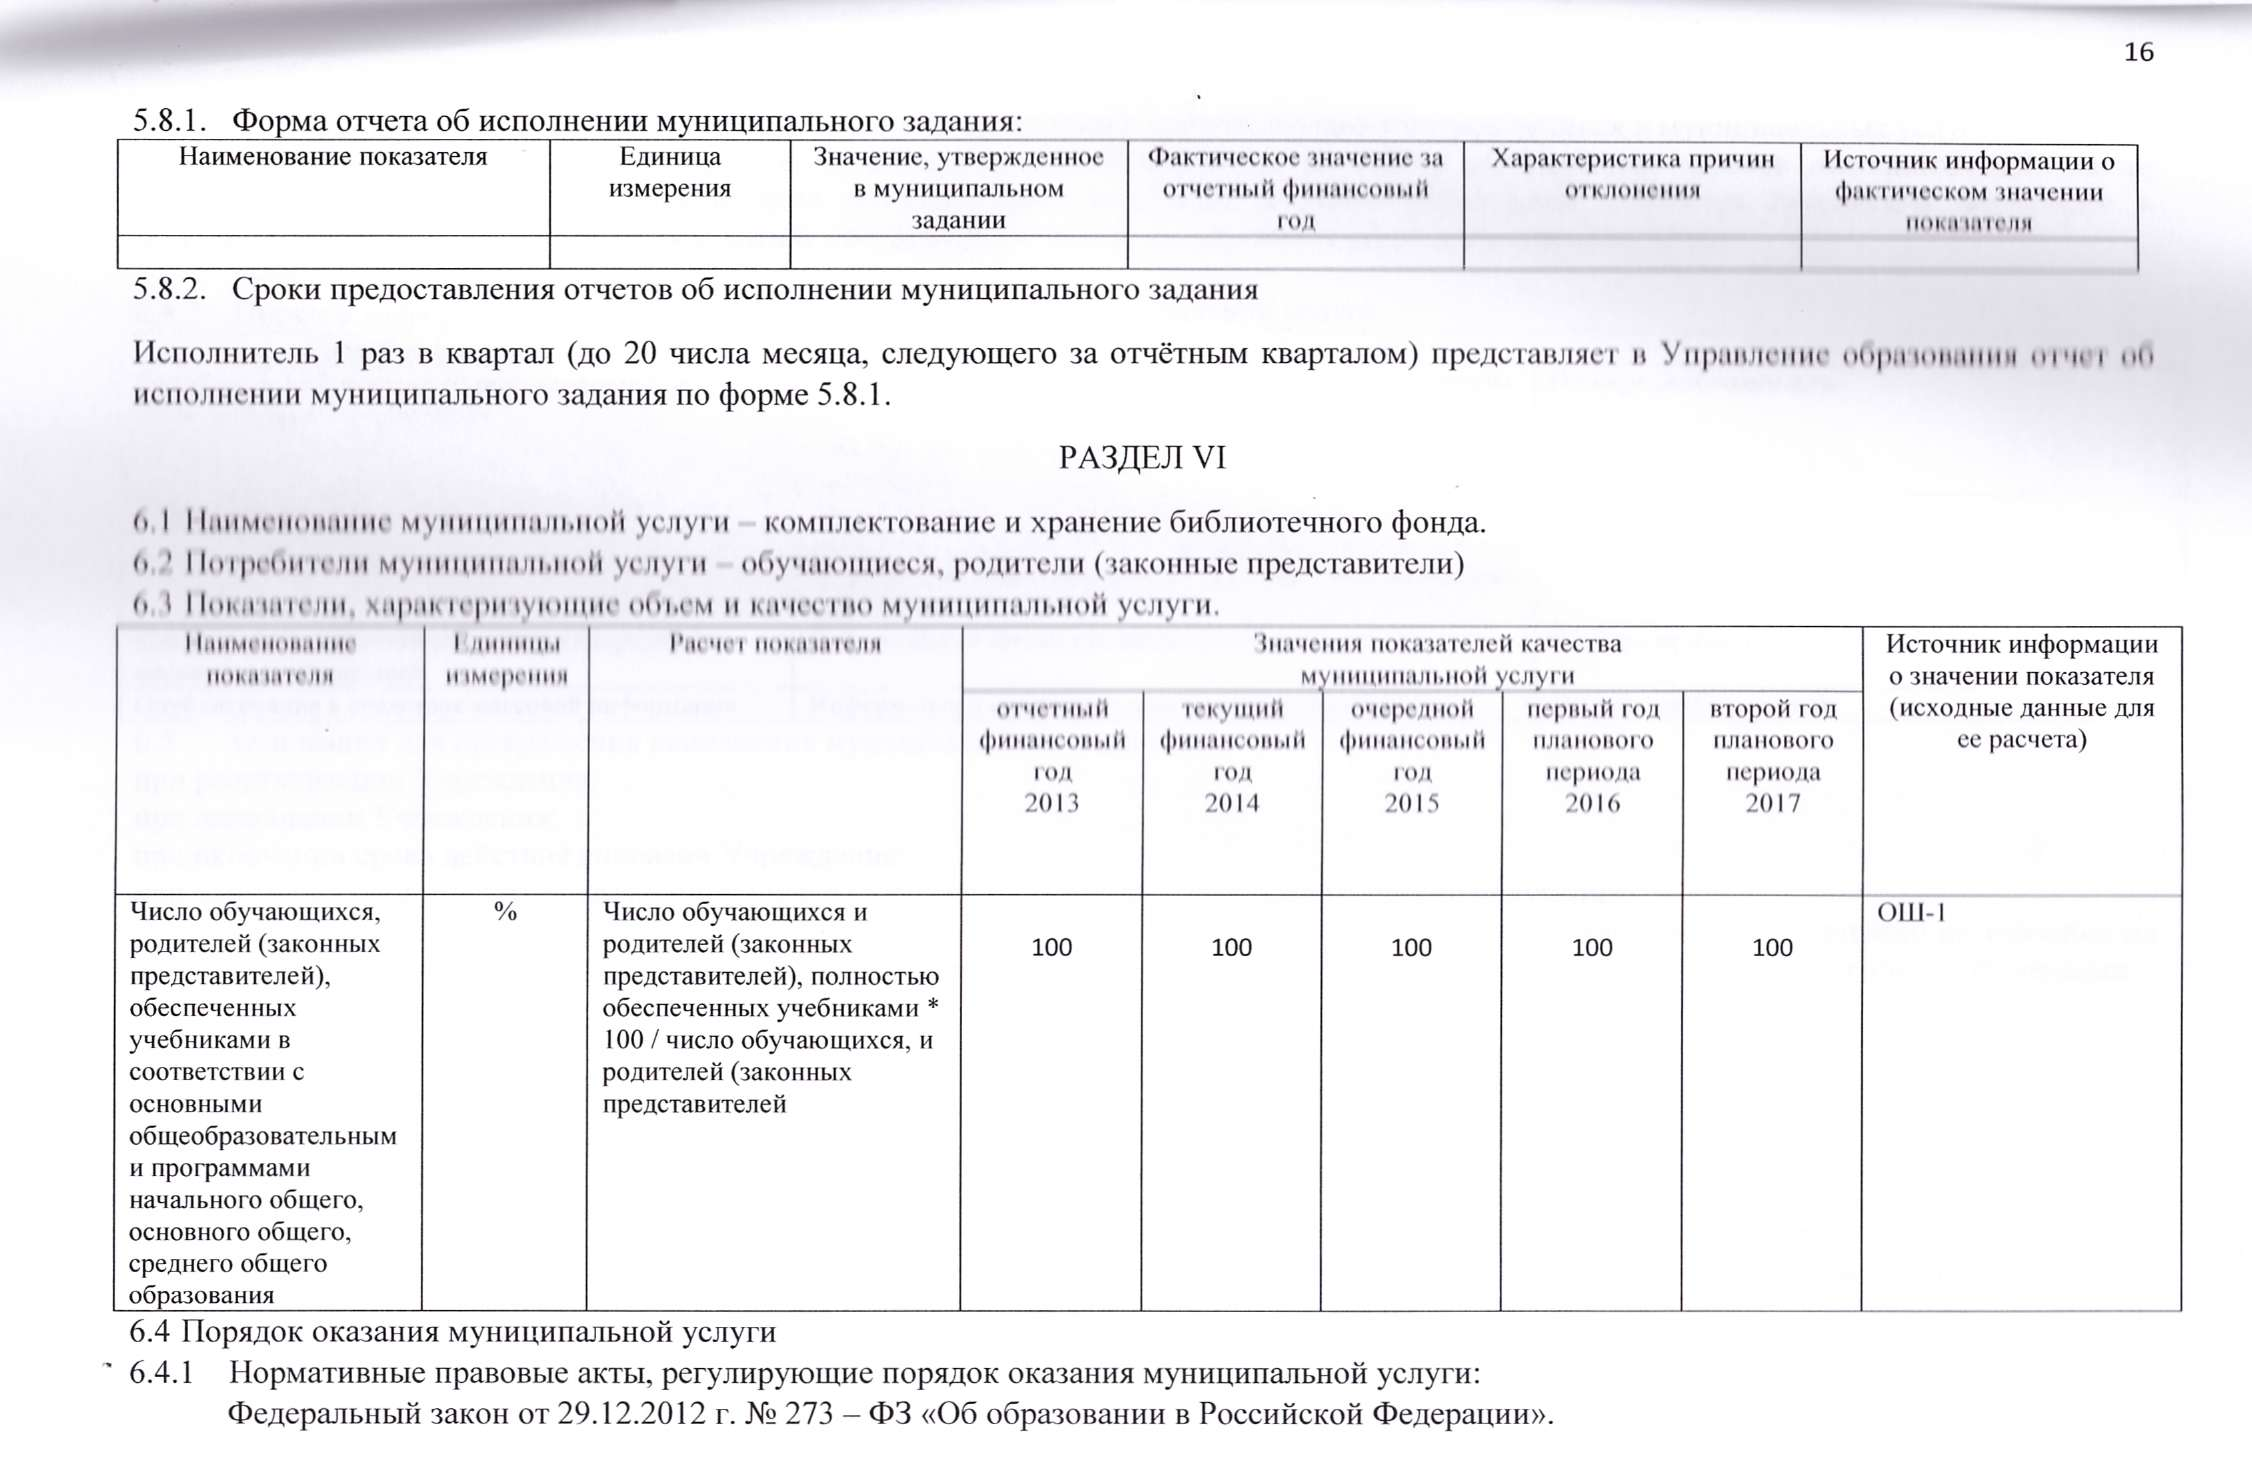 16
5.8.1. Форма отчета об исполнении муниципального задания:
Наименование показателя
Единица
измерения
Значение, утвержденное
в муниципальном
задании
Фактическое значение за
отчетный финансовый
год
Характеристика причин
отклонения
Источник информации о
фактическом значении
показателя
5.8.2. Сроки предоставления отчетов об исполнении муниципального задания
Исполнитель 1 раз в квартал (до 20 числа месяца, следующего за отчётным кварталом) представляет в Управление образования отчет об
исполнении муниципального задания по форме 5.8.1.
РАЗДЕЛ VI
6.1 Наименование муниципальной услуги – комплектование и хранение библиотечного фонда.
6.2 Потребители муниципальной услуги – обучающиеся, родители (законные представители)
6.3 Показатели, характеризующие объем и качество муниципальной услуги.
Наименование
показателя
Единицы
измерения
Расчет показателя
Значения показателей качества
муниципальной услуги
Источник информации
о значении показателя
(исходные данные для
ее расчета)
отчетный
финансовый
год
2013
текущий
финансовый
год
2014
очередной
финансовый
год
2015
первый год
планового
периода
2016
второй год
планового
периода
2017
Число обучающихся,
родителей (законных
представителей),
обеспеченных
учебниками в
соответствии с
основными
общеобразовательным
и программами
начального общего,
основного общего,
среднего общего
образования
%
Число обучающихся и
родителей (законных
представителей), полностью
обеспеченных учебниками *
100 / число обучающихся, и
родителей (законных
представителей
100
100
100
100
100
ОШ-1
6.4 Порядок оказания муниципальной услуги
6.4.1 Нормативные правовые акты, регулирующие порядок оказания муниципальной услуги:
Федеральный закон от 29.12.2012 г. № 273 – ФЗ «Об образовании в Российской Федерации».